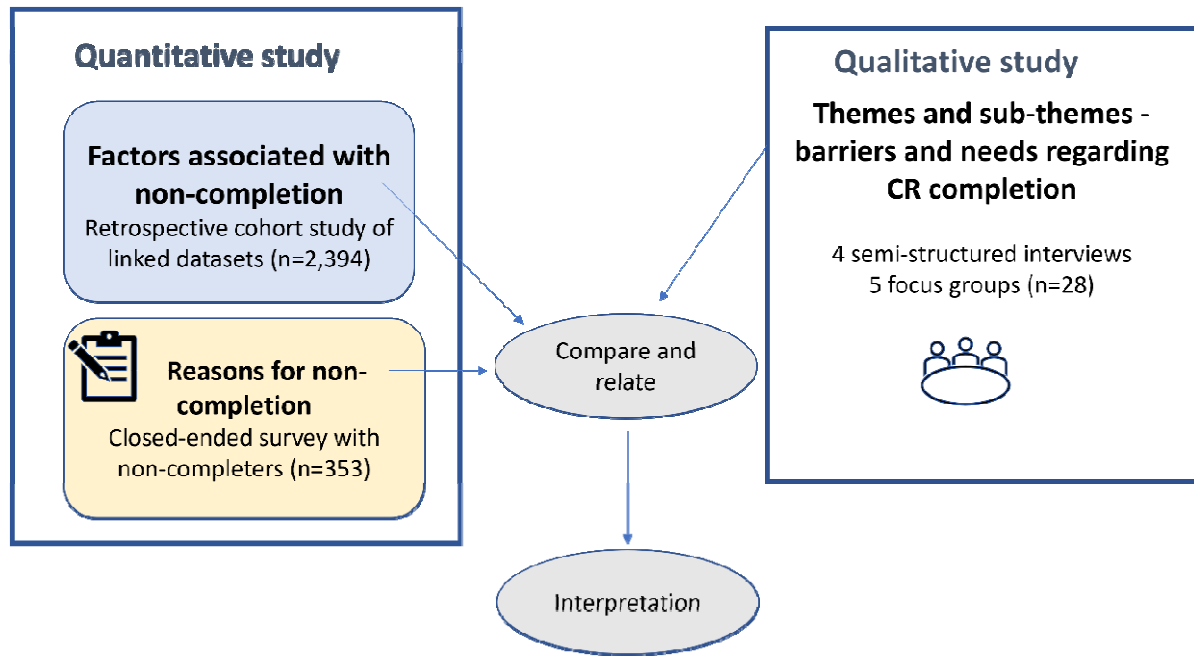 Quantitative study
Factors associated with
non-completion
Retrospective cohort study of
linked datasets (n=2,394)
Reasons for non-
completion
Closed-ended survey with
non-completers (n=353)
Compare and
relate
Interpretation
Qualitative study
Themes and sub-themes -
barriers and needs regarding
CR completion
4 semi-structured interviews
5 focus groups (n=28)